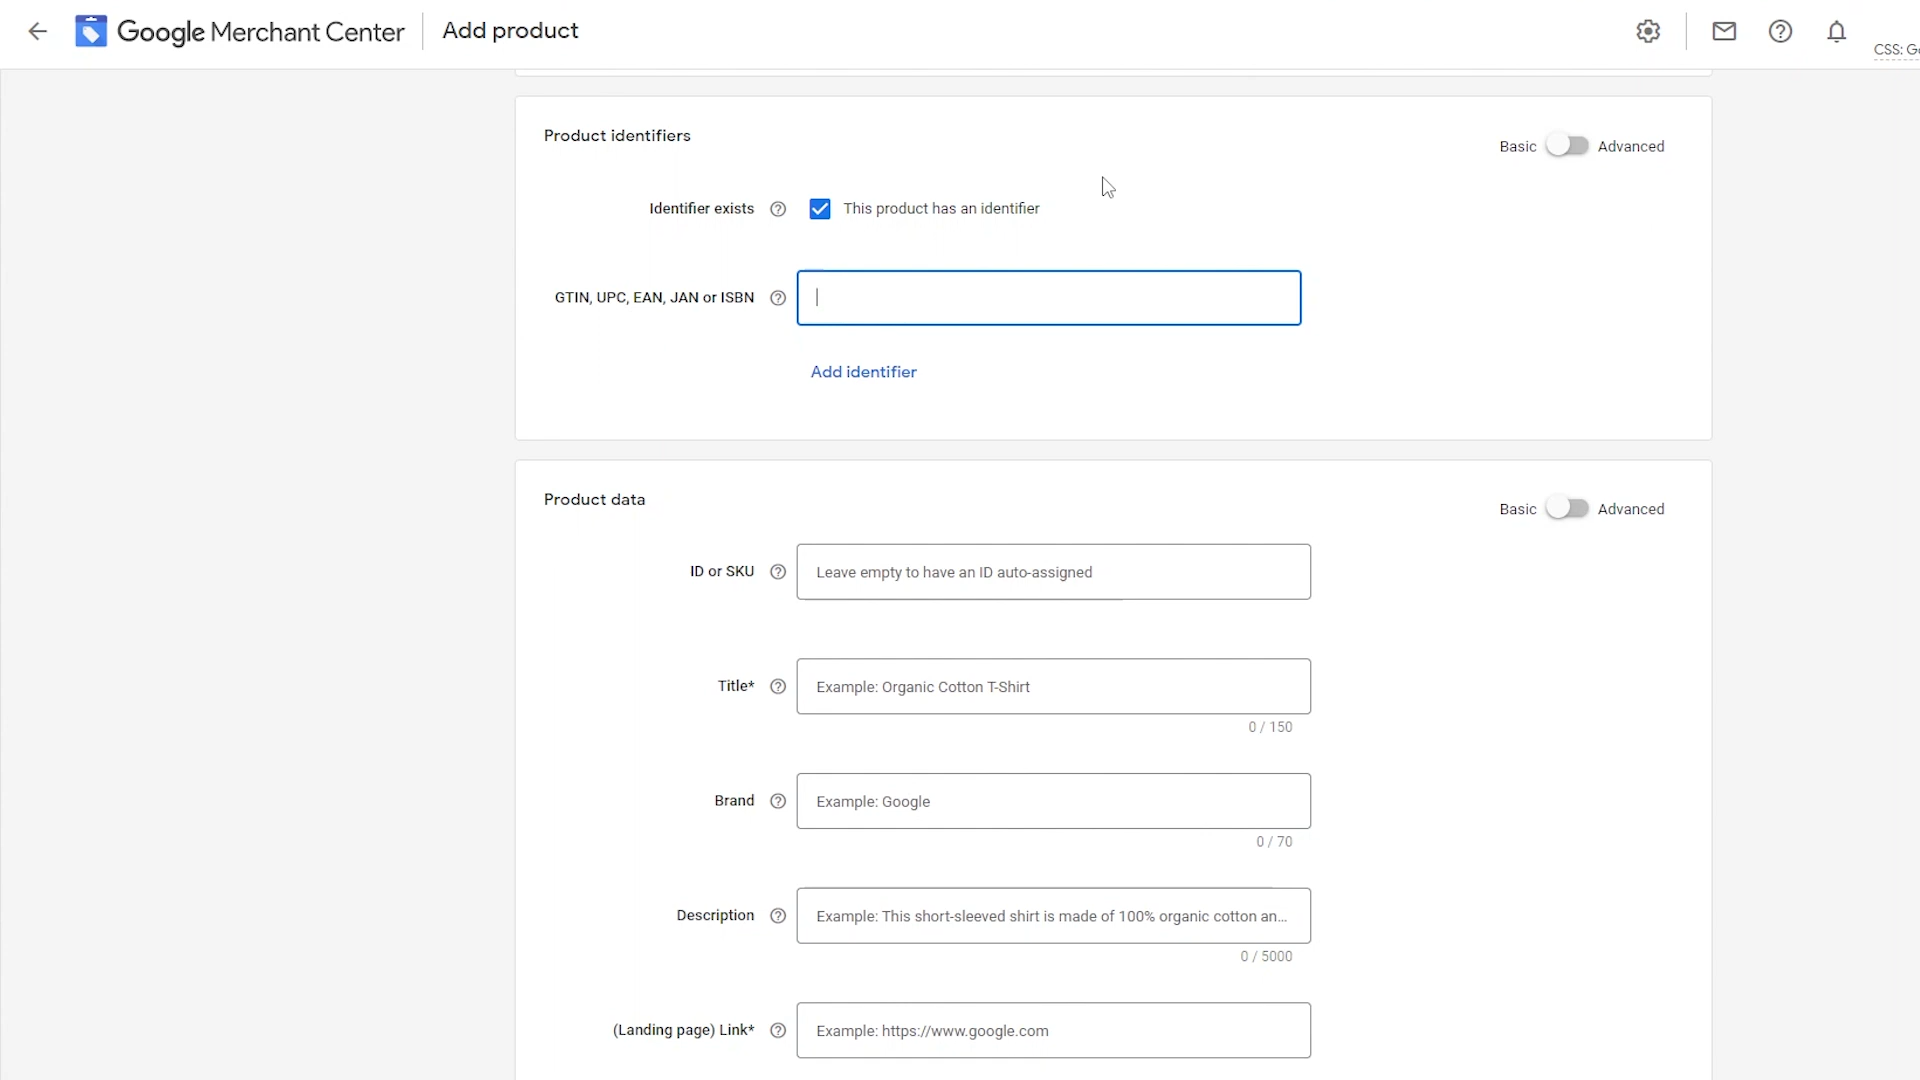 Google Merchant Center
Add product
CSS:
Product identifiers
Basic Advanced
Identifier exists
This product has an identifier
GTIN, UPC, EAN, JAN or ISBN
Add identifier
Product data
Basic Advanced
ID or SKU
Leave empty to have an ID auto-assigned
Title*
Example: Organic Cotton T-Shirt
0 / 150
Brand
Example: Google
0 / 70
Description
Example: This short-sleeved shirt is made of 100% organic cotton an...
0 / 5000
(Landing page) Link*
Example: https://www.google.com